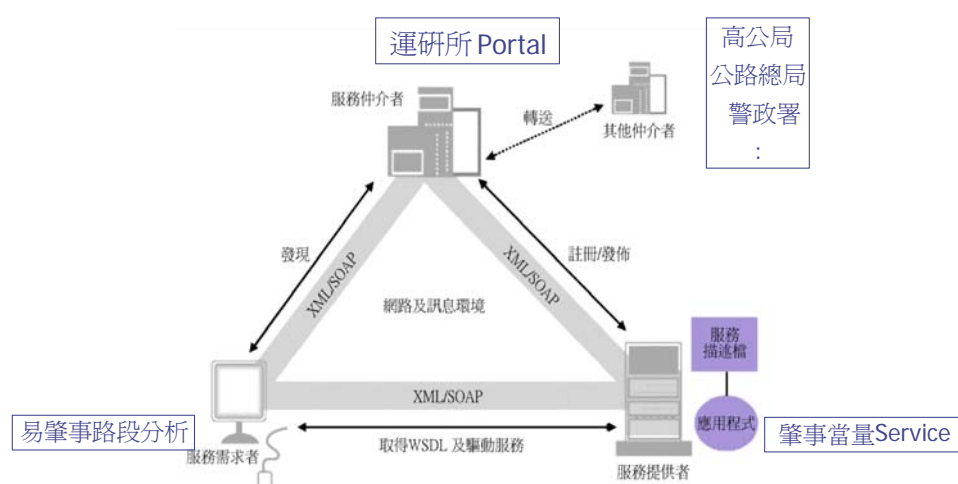 運研所 Portal
高公局
公路總局
警政署
:
服務仲介者
轉送
其他仲介者
發現
XML/SOAP
XML/SOAP
註冊/發佈
網路及訊息環境
服務
描述檔
XML/SOAP
應用程式
易肇事路段分析
肇事當量Service
取得WSDL 及驅動服務
服務需求者
服務提供者